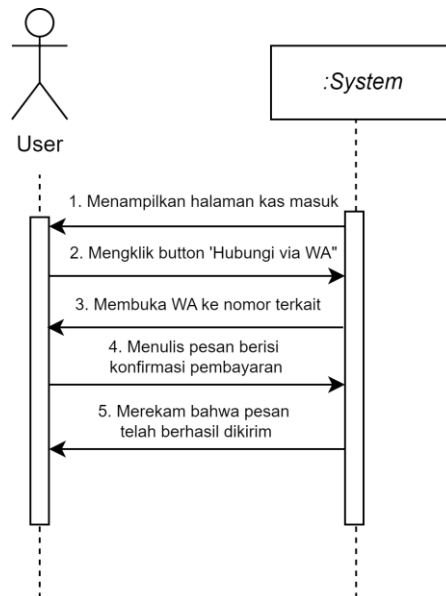 :System
User
1. Menampilkan halaman kas masuk
2. Mengklik button 'Hubungi via WA"
3. Membuka WA ke nomor terkait
4. Menulis pesan berisi
konfirmasi pembayaran
5. Merekam bahwa pesan
telah berhasil dikirim